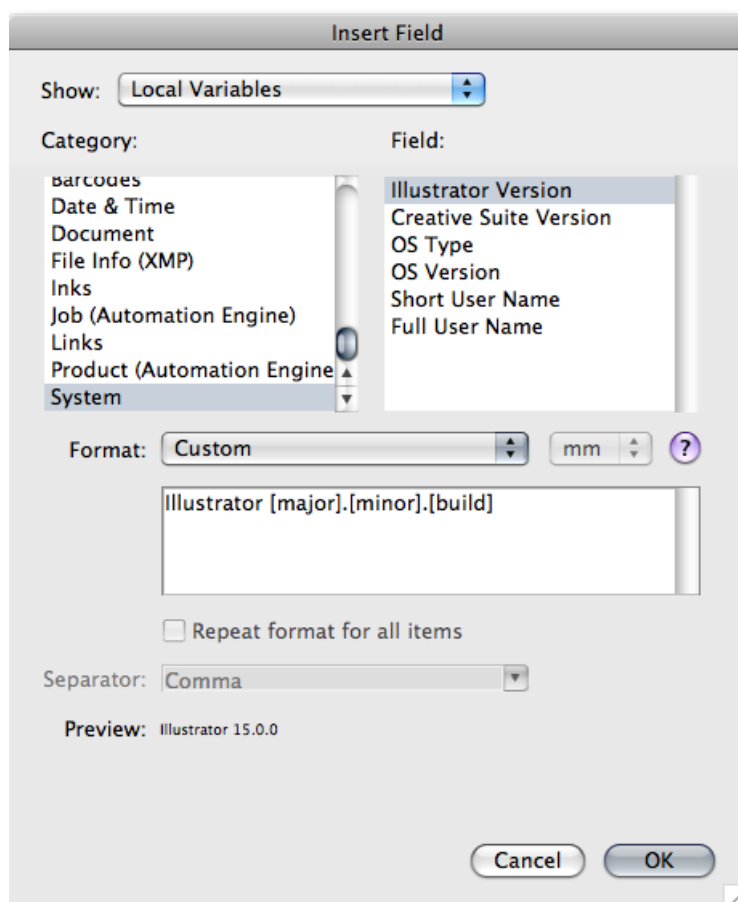 Insert Field
Show: Local Variables
Category: Field:
Barcodes
Date & Time
Document
File Info (XMP)
Inks
Job (Automation Engine)
Links
Product (Automation Engine
System
Illustrator Version
Creative Suite Version
OS Type
OS Version
Short User Name
Full User Name
Format: Custom mm ?
Illustrator [major].[minor].[build]
Repeat format for all items
Separator: Comma
Preview: Illustrator 15.0.0
Cancel OK